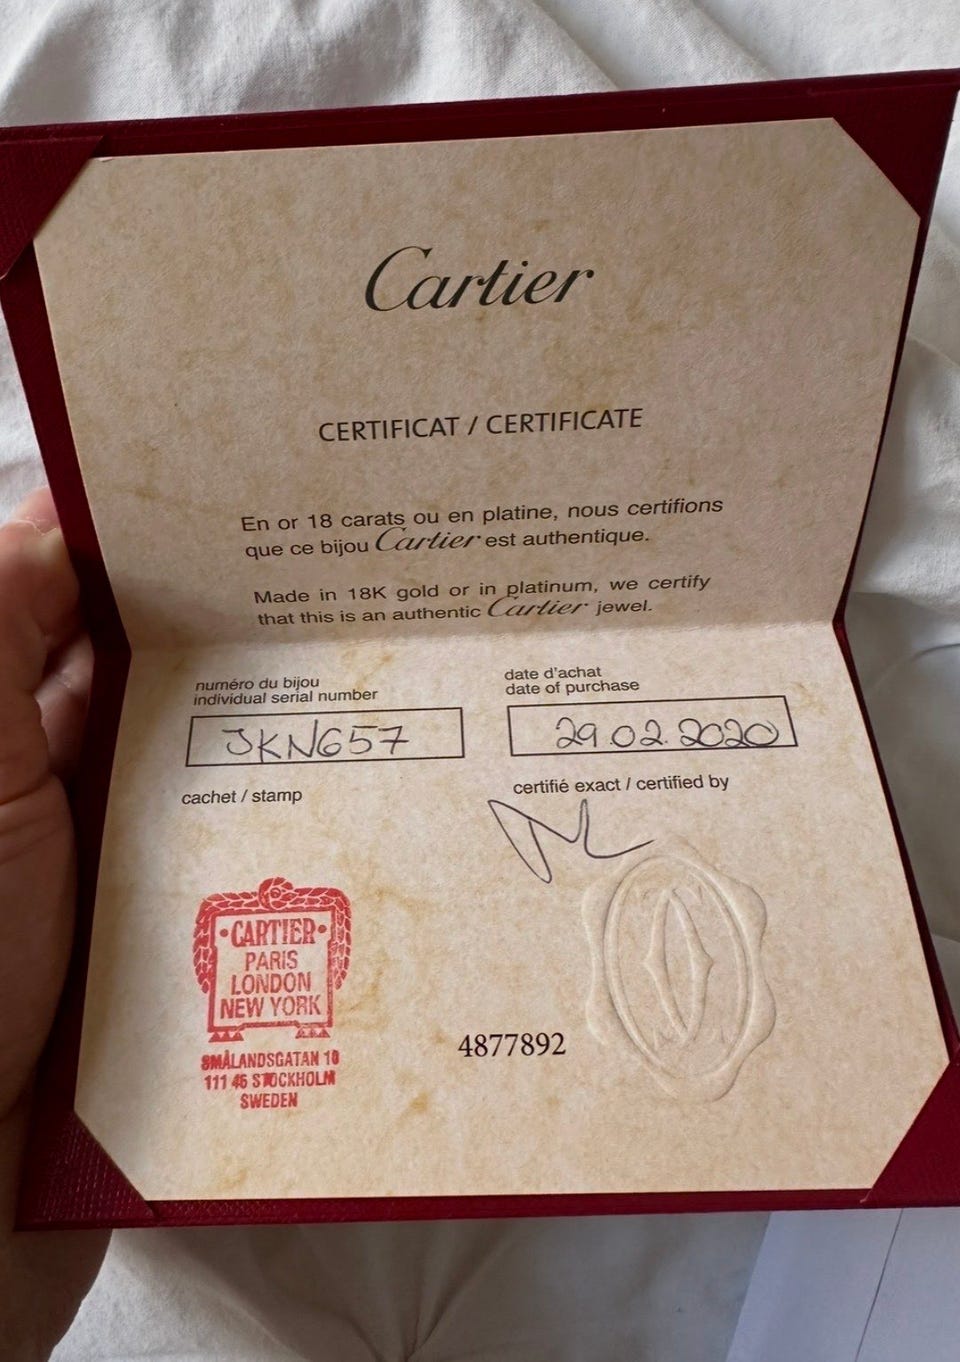 Cartier
CERTIFICAT / CERTIFICATE
En or 18 carats ou en platine, nous certifions
que ce bijou Cartier est authentique.
Made in 18K gold or in platinum, we certify
that this is an authentic Cartier jewel.
numéro du bijou
individual serial number
JKN657
date d'achat
date of purchase
29.02.2020
cachet / stamp
certifié exact / certified by
•CARTIER•
PARIS
LONDON
NEW YORK
SMÅLANDSGATAN 10
111 46 STOCKHOLM
SWEDEN
4877892